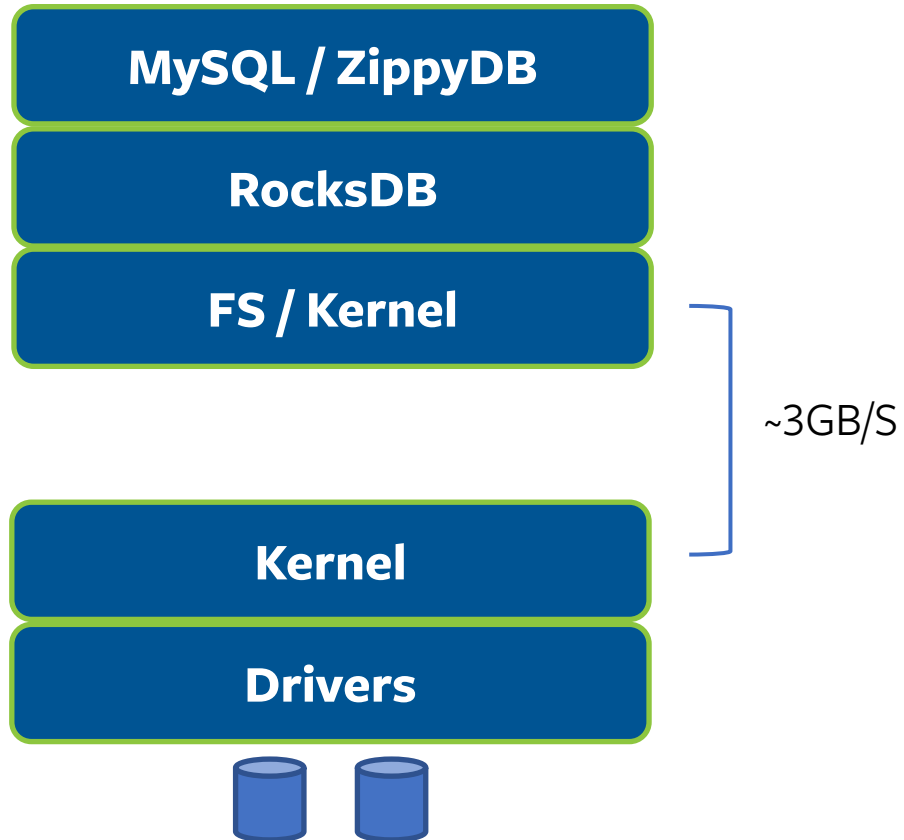 MySQL / ZippyDB
RocksDB
FS / Kernel
~3GB/S
Kernel
Drivers